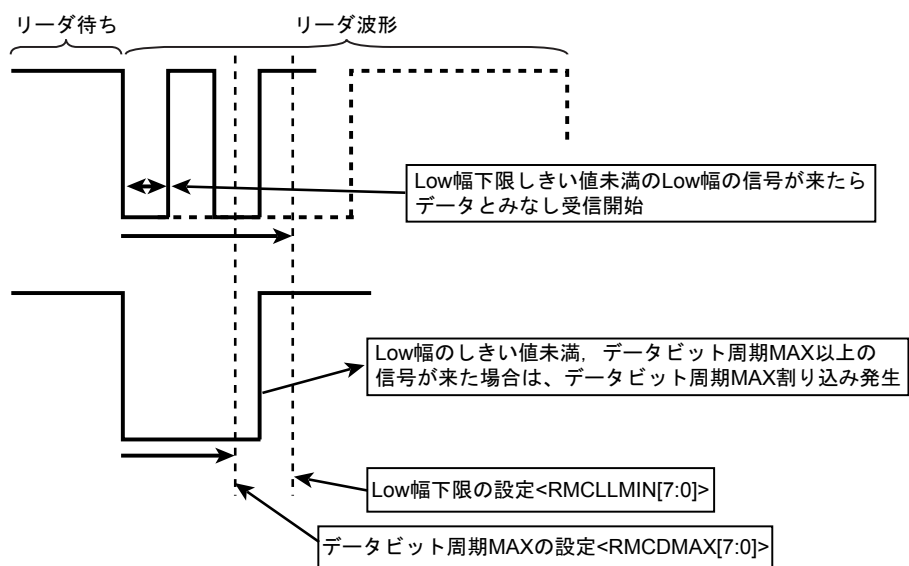 リーダ待ち
リーダ波形
Low幅下限しきい値未満のLow幅の信号が来たら
データとみなし受信開始
Low幅のしきい値未満，データビット周期MAX以上の
信号が来た場合は、データビット周期MAX割り込み発生
Low幅下限の設定<RMCLLMIN[7:0]>
データビット周期MAXの設定<RMCDMAX[7:0]>